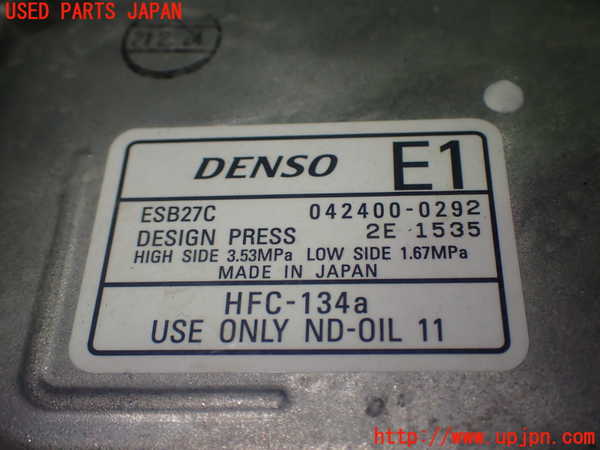 USED PARTS JAPAN
DENSO E1
ESB27C 042400-0292
DESIGN PRESS 2E 1535
HIGH SIDE 3.53MPa LOW SIDE 1.67MPa
MADE IN JAPAN
HFC-134a
USE ONLY ND-OIL 11
http://www.upjpn.com/